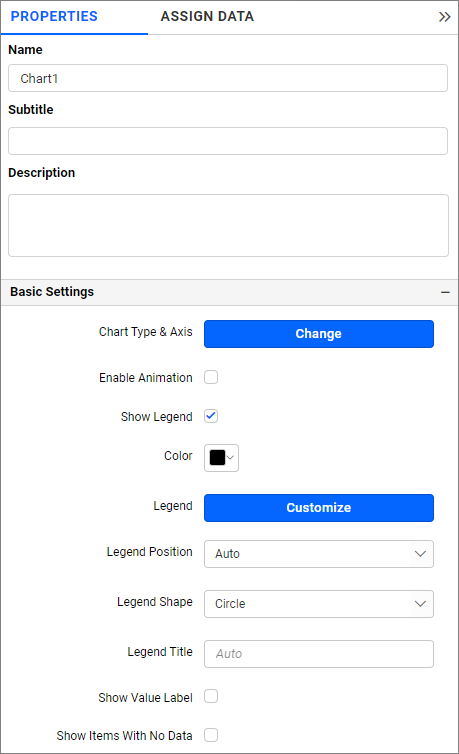 PROPERTIES ASSIGN DATA
Name
Chart1
Subtitle
Description
Basic Settings
Chart Type & Axis Change
Enable Animation
Show Legend
Color
Legend Customize
Legend Position Auto
Legend Shape Circle
Legend Title Auto
Show Value Label
Show Items With No Data